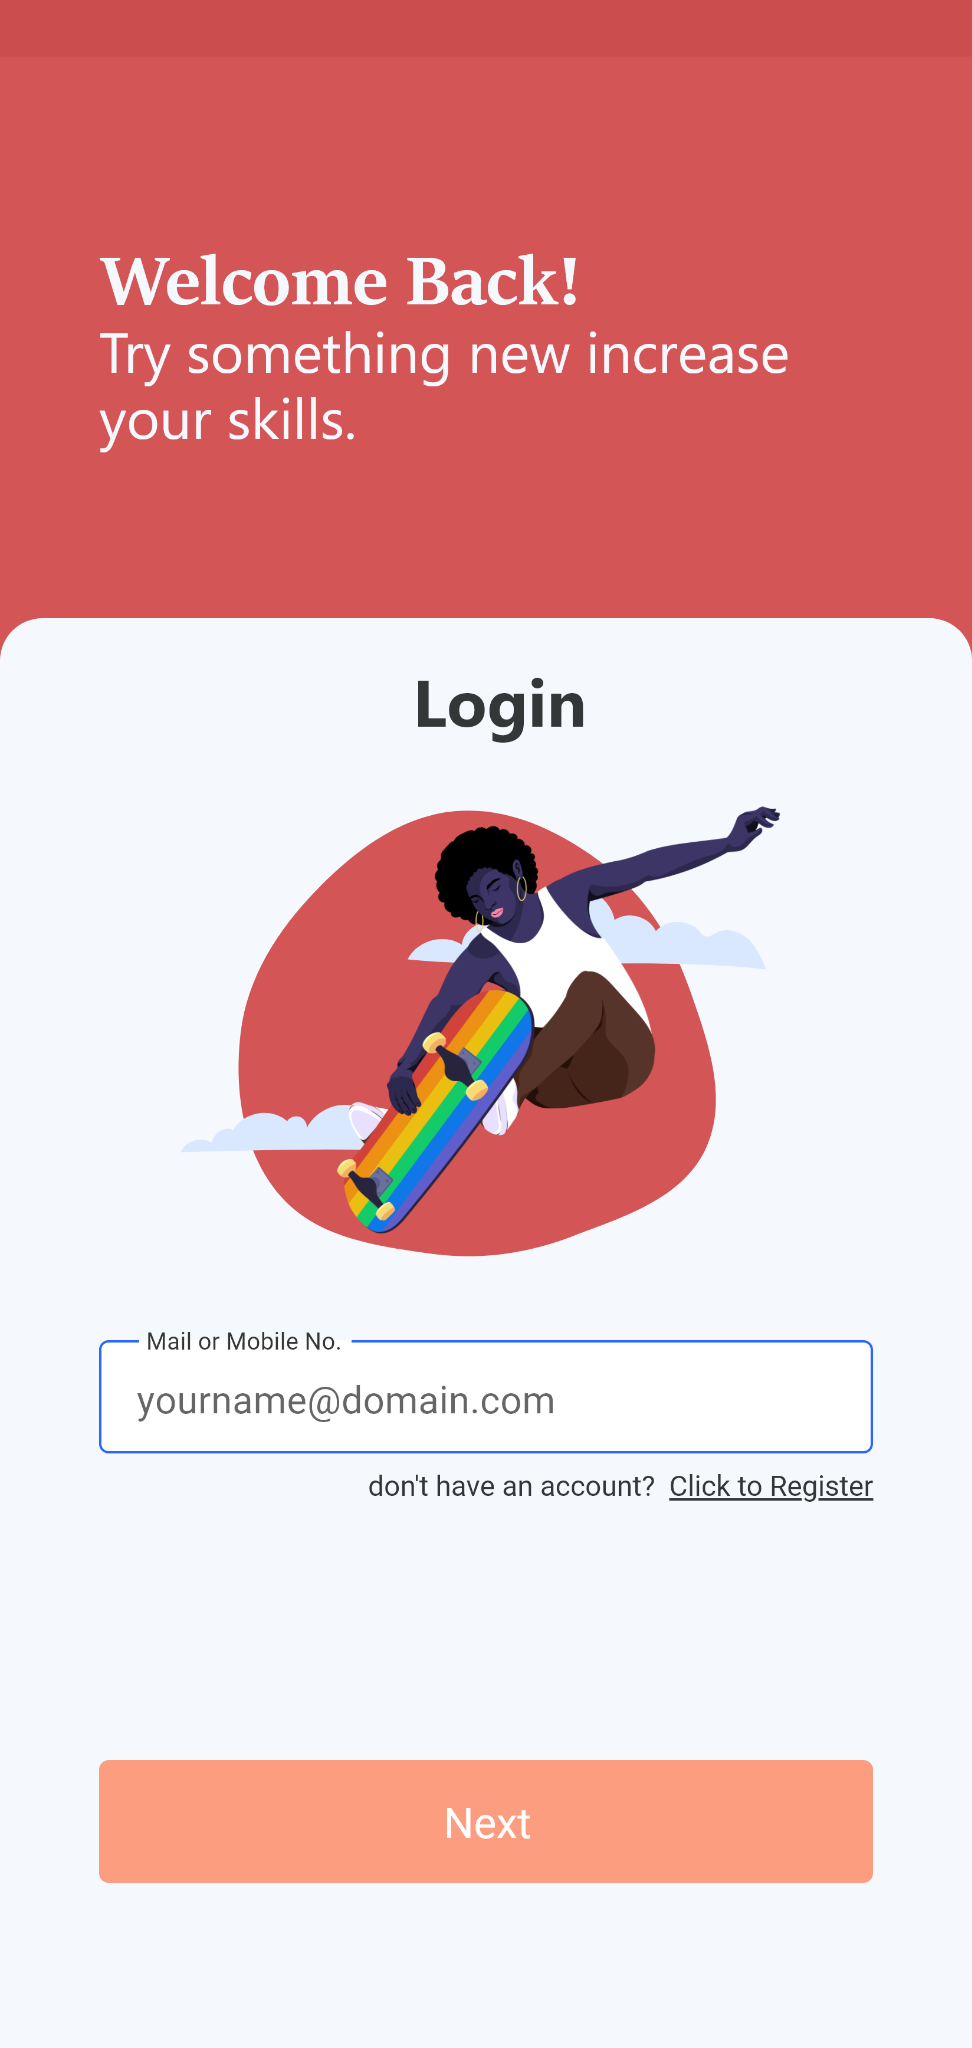 Welcome Back!
Try something new increase
your skills.
Login
Mail or Mobile No.
yourname@domain.com
don't have an account? Click to Register
Next